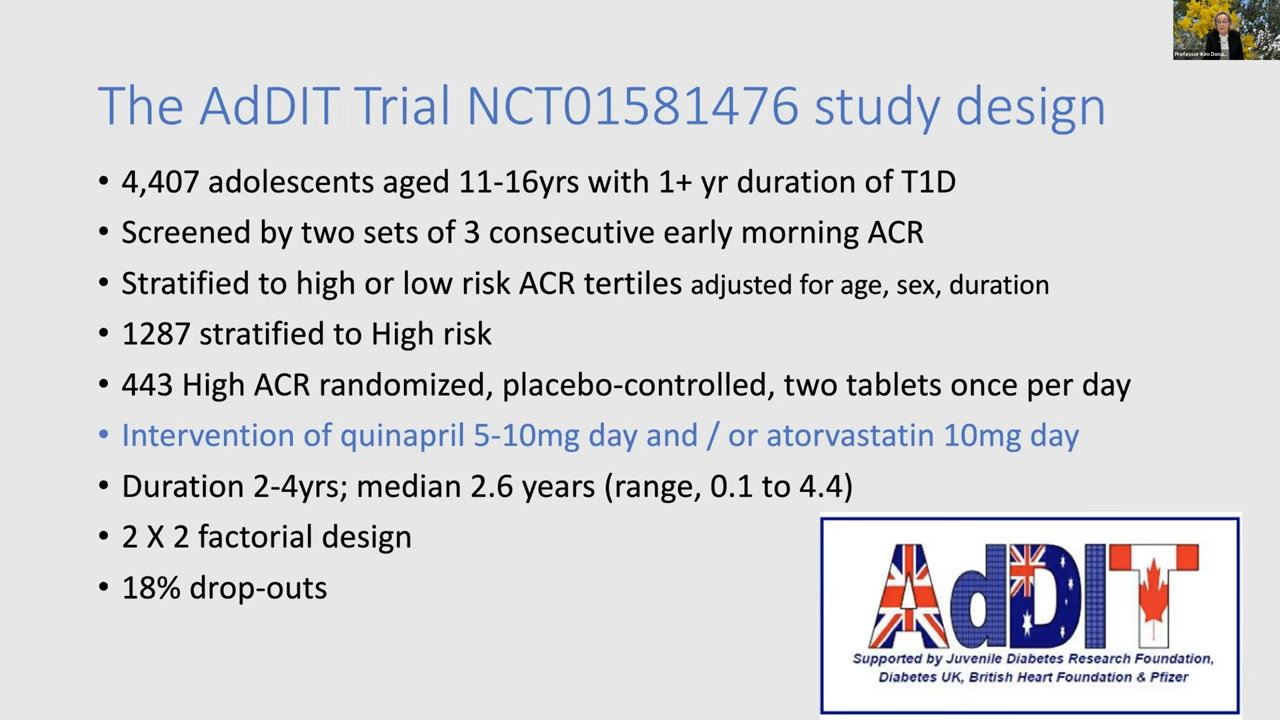 Professor Kim Dona...
The AdDIT Trial NCT01581476 study design
• 4,407 adolescents aged 11-16yrs with 1+ yr duration of T1D
• Screened by two sets of 3 consecutive early morning ACR
• Stratified to high or low risk ACR tertiles adjusted for age, sex, duration
• 1287 stratified to High risk
• 443 High ACR randomized, placebo-controlled, two tablets once per day
• Intervention of quinapril 5-10mg day and / or atorvastatin 10mg day
• Duration 2-4yrs; median 2.6 years (range, 0.1 to 4.4)
• 2 X 2 factorial design
• 18% drop-outs
AdDIT
Supported by Juvenile Diabetes Research Foundation,
Diabetes UK, British Heart Foundation & Pfizer